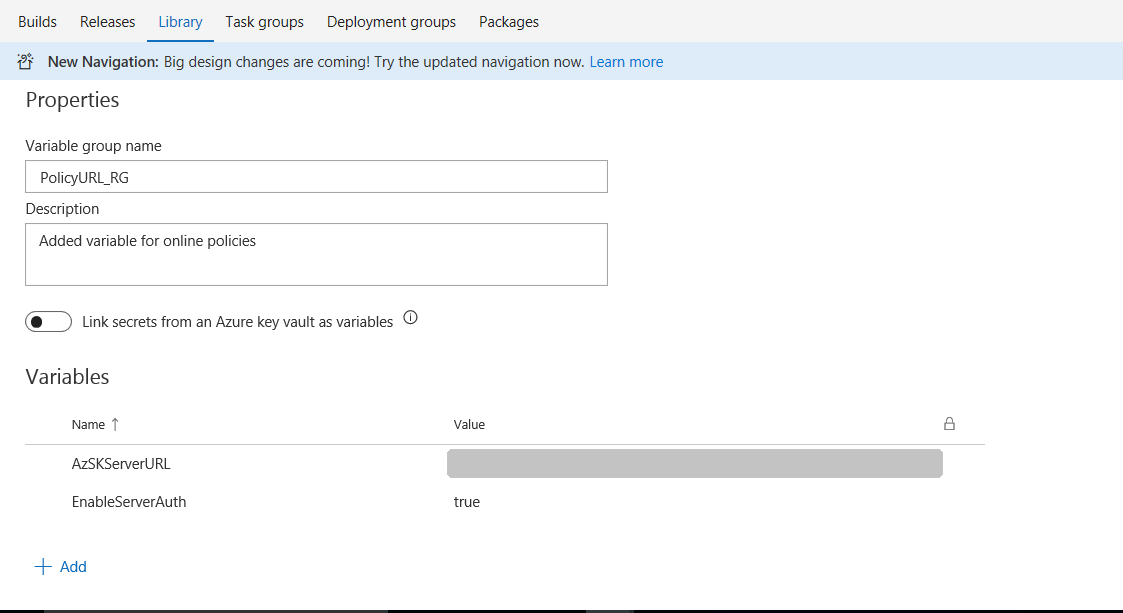 Builds Releases Library Task groups Deployment groups Packages
New Navigation: Big design changes are coming! Try the updated navigation now. Learn more
Properties
Variable group name
PolicyURL_RG
Description
Added variable for online policies
Link secrets from an Azure key vault as variables
Variables
Name ↑ Value
AzSKServerURL
EnableServerAuth true
+ Add